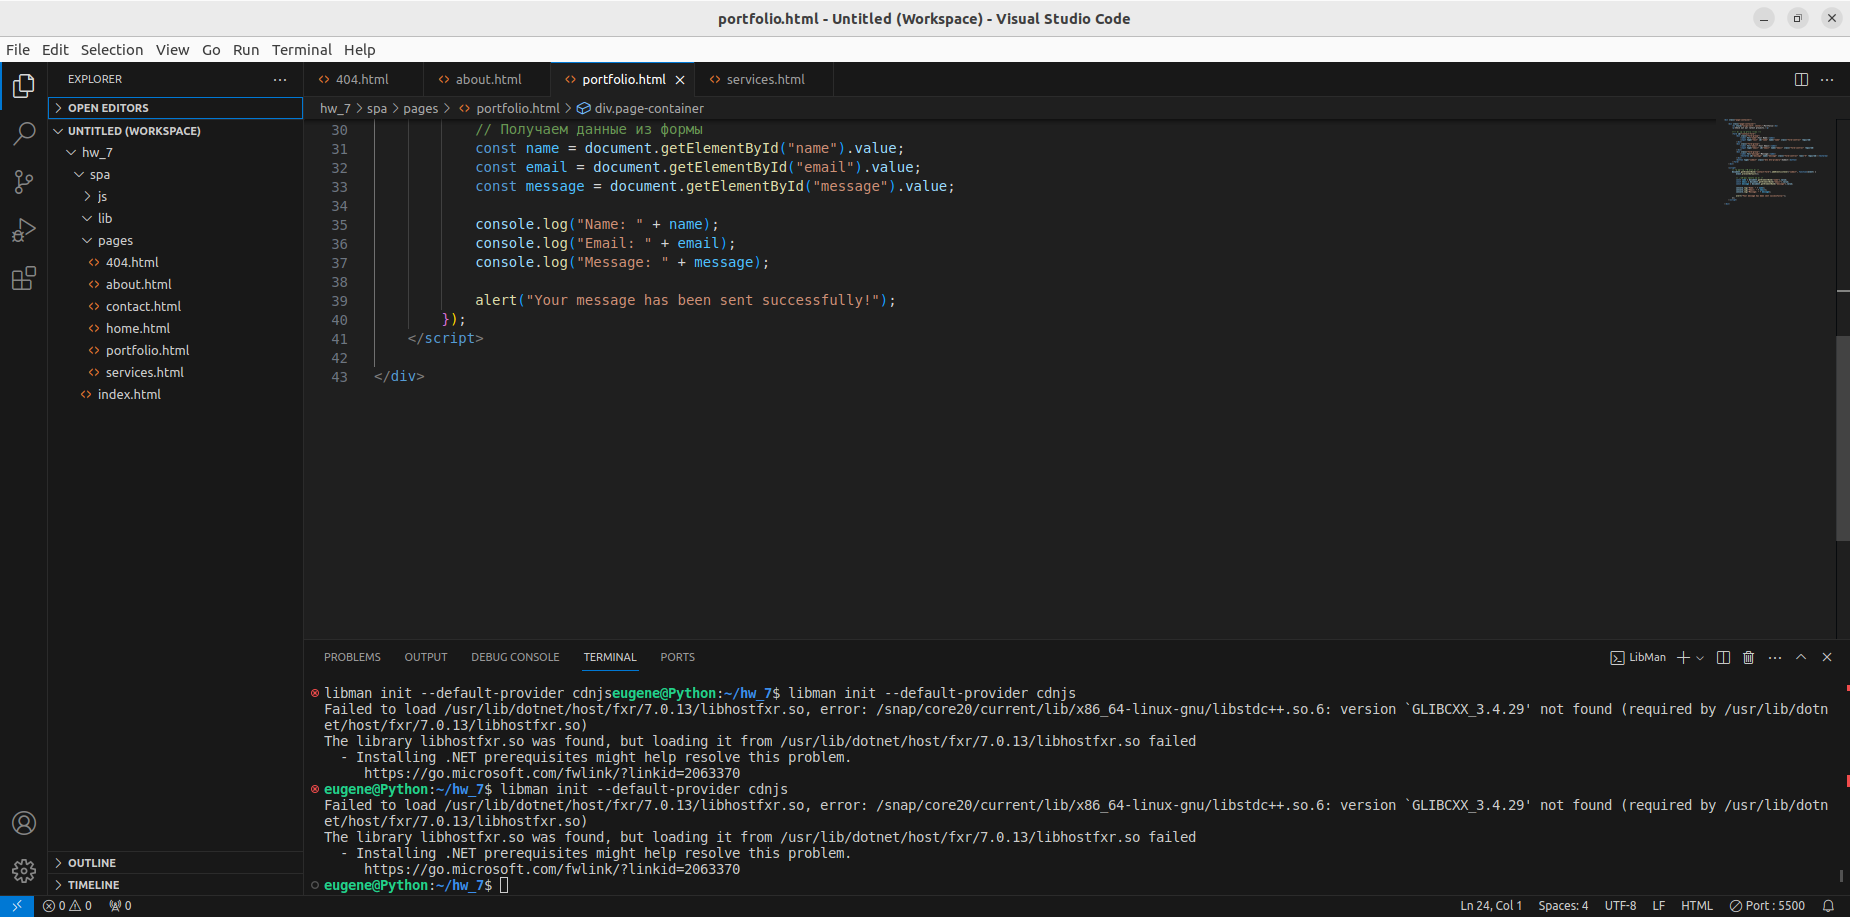 portfolio.html - Untitled (Workspace) - Visual Studio Code
File Edit Selection View Go Run Terminal Help
EXPLORER
OPEN EDITORS
UNTITLED (WORKSPACE)
hw_7
spa
js
lib
pages
404.html
about.html
contact.html
home.html
portfolio.html
services.html
index.html
OUTLINE
TIMELINE
404.html about.html portfolio.html services.html
hw_7 > spa > pages > portfolio.html > div.page-container
30 // Получаем данные из формы
31 const name = document.getElementById("name").value;
32 const email = document.getElementById("email").value;
33 const message = document.getElementById("message").value;
34
35 console.log("Name: " + name);
36 console.log("Email: " + email);
37 console.log("Message: " + message);
38
39 alert("Your message has been sent successfully!");
40 });
41 </script>
42
43 </div>
PROBLEMS OUTPUT DEBUG CONSOLE TERMINAL PORTS
LibMan
libman init --default-provider cdnjseugene@Python:~/hw_7$ libman init --default-provider cdnjs
Failed to load /usr/lib/dotnet/host/fxr/7.0.13/libhostfxr.so, error: /snap/core20/current/lib/x86_64-linux-gnu/libstdc++.so.6: version `GLIBCXX_3.4.29' not found (required by /usr/lib/dotn
et/host/fxr/7.0.13/libhostfxr.so)
The library libhostfxr.so was found, but loading it from /usr/lib/dotnet/host/fxr/7.0.13/libhostfxr.so failed
- Installing .NET prerequisites might help resolve this problem.
https://go.microsoft.com/fwlink/?linkid=2063370
eugene@Python:~/hw_7$ libman init --default-provider cdnjs
Failed to load /usr/lib/dotnet/host/fxr/7.0.13/libhostfxr.so, error: /snap/core20/current/lib/x86_64-linux-gnu/libstdc++.so.6: version `GLIBCXX_3.4.29' not found (required by /usr/lib/dotn
et/host/fxr/7.0.13/libhostfxr.so)
The library libhostfxr.so was found, but loading it from /usr/lib/dotnet/host/fxr/7.0.13/libhostfxr.so failed
- Installing .NET prerequisites might help resolve this problem.
https://go.microsoft.com/fwlink/?linkid=2063370
eugene@Python:~/hw_7$
0 0 0
Ln 24, Col 1 Spaces: 4 UTF-8 LF HTML Port : 5500